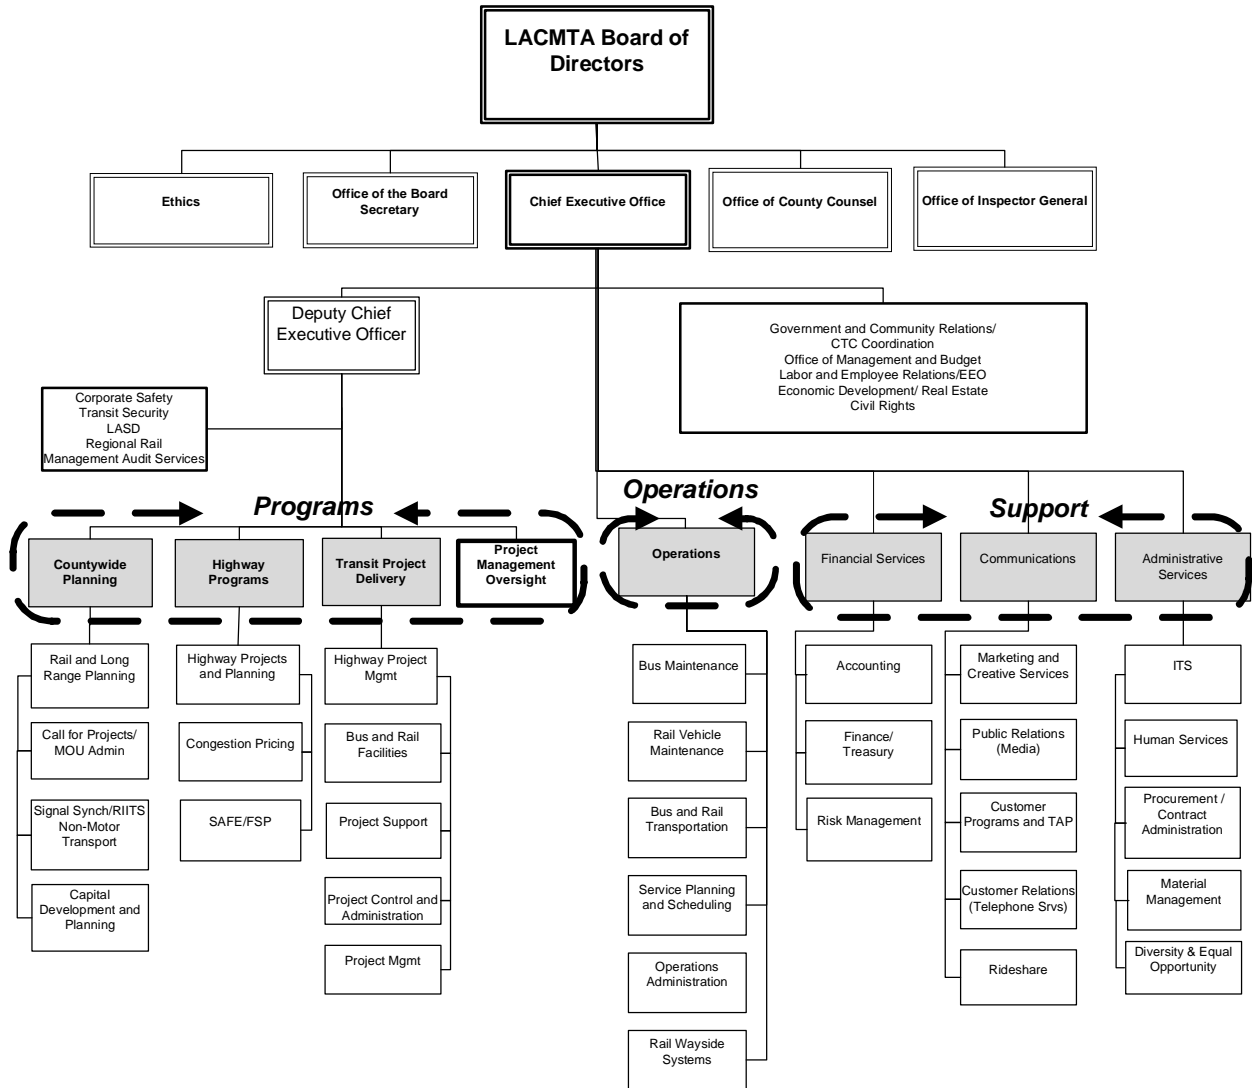 LACMTA Board of
Directors
Ethics
Office of the Board
Secretary
Chief Executive Office
Office of County Counsel
Office of Inspector General
Deputy Chief
Executive Officer
Government and Community Relations/
CTC Coordination
Office of Management and Budget
Labor and Employee Relations/EEO
Economic Development/ Real Estate
Civil Rights
Corporate Safety
Transit Security
LASD
Regional Rail
Management Audit Services
Programs
Operations
Support
Countywide
Planning
Highway
Programs
Transit Project
Delivery
Project
Management
Oversight
Operations
Financial Services
Communications
Administrative
Services
Rail and Long
Range Planning
Call for Projects/
MOU Admin
Signal Synch/RIITS
Non-Motor
Transport
Capital
Development and
Planning
Highway Projects
and Planning
Congestion Pricing
SAFE/FSP
Highway Project
Mgmt
Bus and Rail
Facilities
Project Support
Project Control and
Administration
Project Mgmt
Bus Maintenance
Rail Vehicle
Maintenance
Bus and Rail
Transportation
Service Planning
and Scheduling
Operations
Administration
Rail Wayside
Systems
Accounting
Finance/
Treasury
Risk Management
Marketing and
Creative Services
Public Relations
(Media)
Customer
Programs and TAP
Customer Relations
(Telephone Srvs)
Rideshare
ITS
Human Services
Procurement /
Contract
Administration
Material
Management
Diversity & Equal
Opportunity